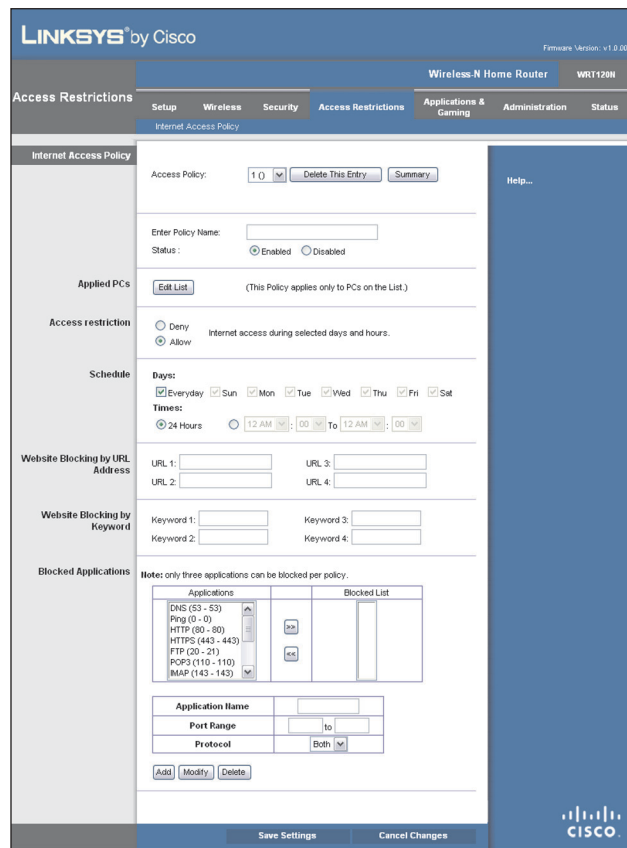 LINKSYS® by Cisco
Firmware Version: v1.0.00
Wireless-N Home Router WRT120N
Access Restrictions
Setup Wireless Security Access Restrictions Applications & Gaming Administration Status
Internet Access Policy
Internet Access Policy
Access Policy: 1 () Delete This Entry Summary
Help...
Enter Policy Name:
Status : Enabled Disabled
Applied PCs
Edit List (This Policy applies only to PCs on the List.)
Access restriction
Deny
Internet access during selected days and hours.
Allow
Schedule
Days:
Everyday Sun Mon Tue Wed Thu Fri Sat
Times:
24 Hours 12 AM : 00 To 12 AM : 00
Website Blocking by URL Address
URL 1: URL 3:
URL 2: URL 4:
Website Blocking by Keyword
Keyword 1: Keyword 3:
Keyword 2: Keyword 4:
Blocked Applications
Note: only three applications can be blocked per policy.
Applications Blocked List
DNS (53 - 53)
Ping (0 - 0)
HTTP (80 - 80)
HTTPS (443 - 443)
FTP (20 - 21)
POP3 (110 - 110)
IMAP (143 - 143)
>>
<<
Application Name
Port Range to
Protocol Both
Add Modify Delete
Save Settings Cancel Changes
CISCO.